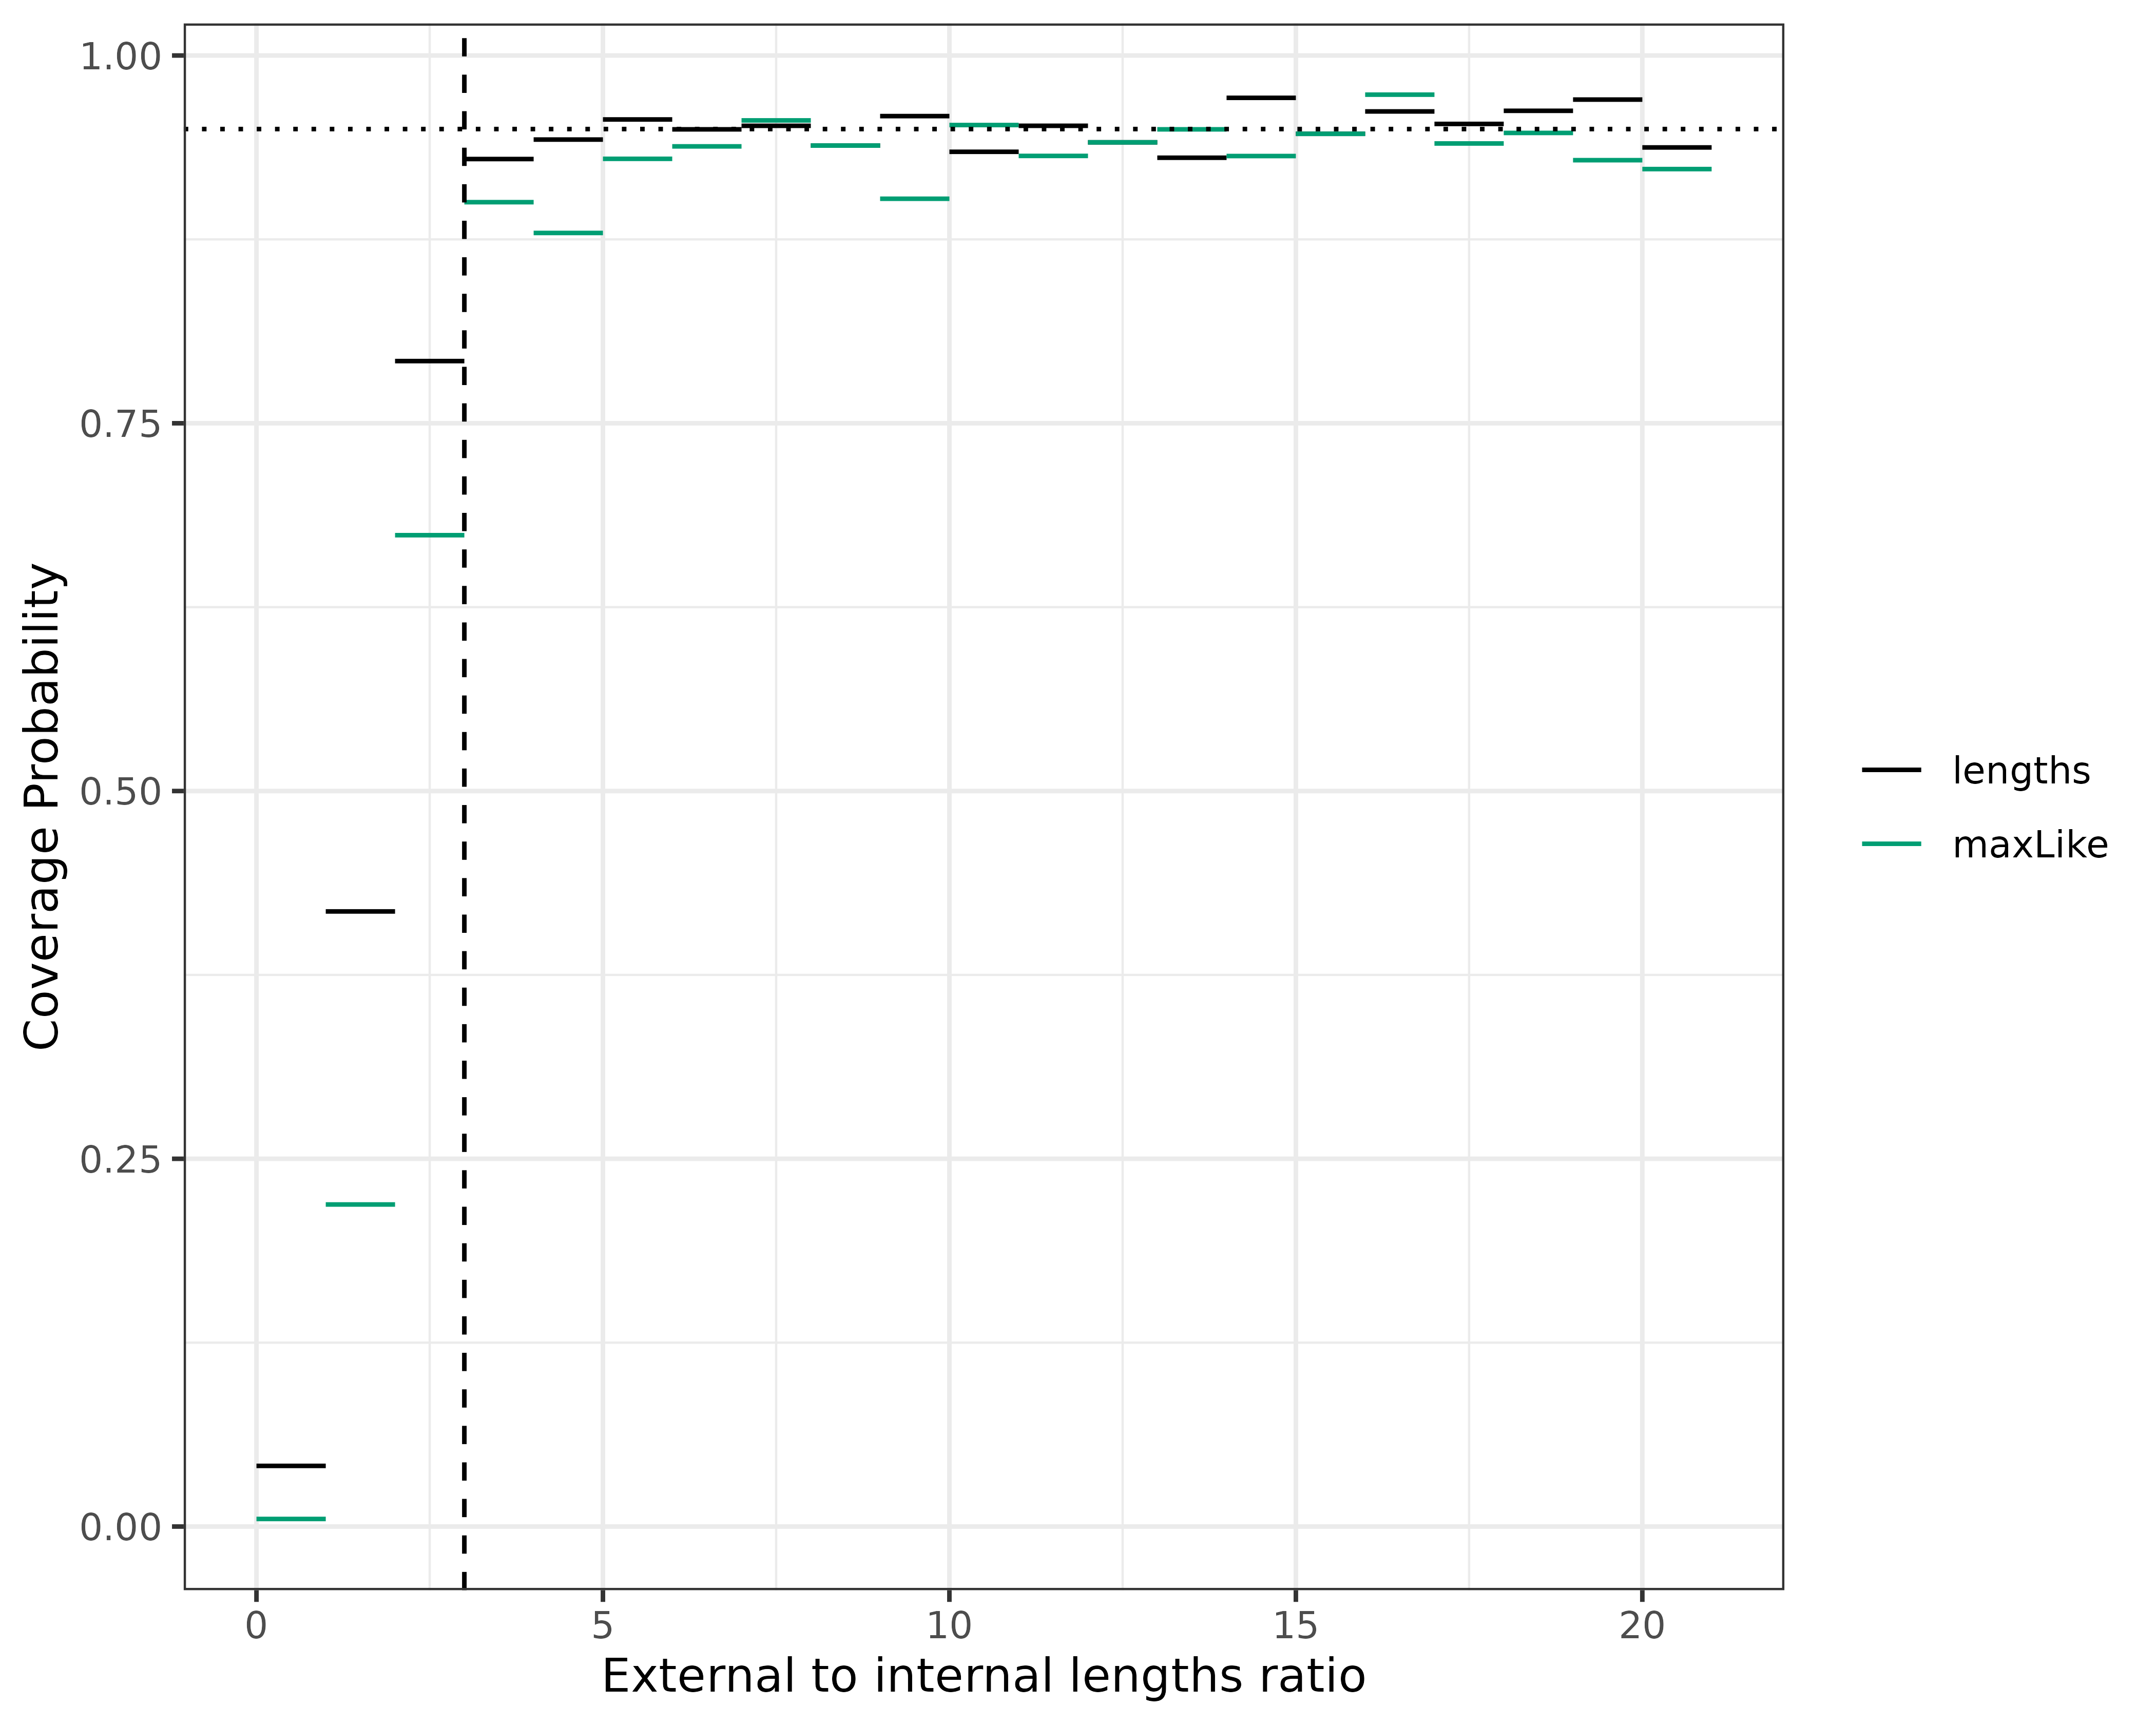 Coverage Probability
1.00
0.75
0.50
0.25
0.00
0 5 10 15 20
External to internal lengths ratio
lengths
maxLike